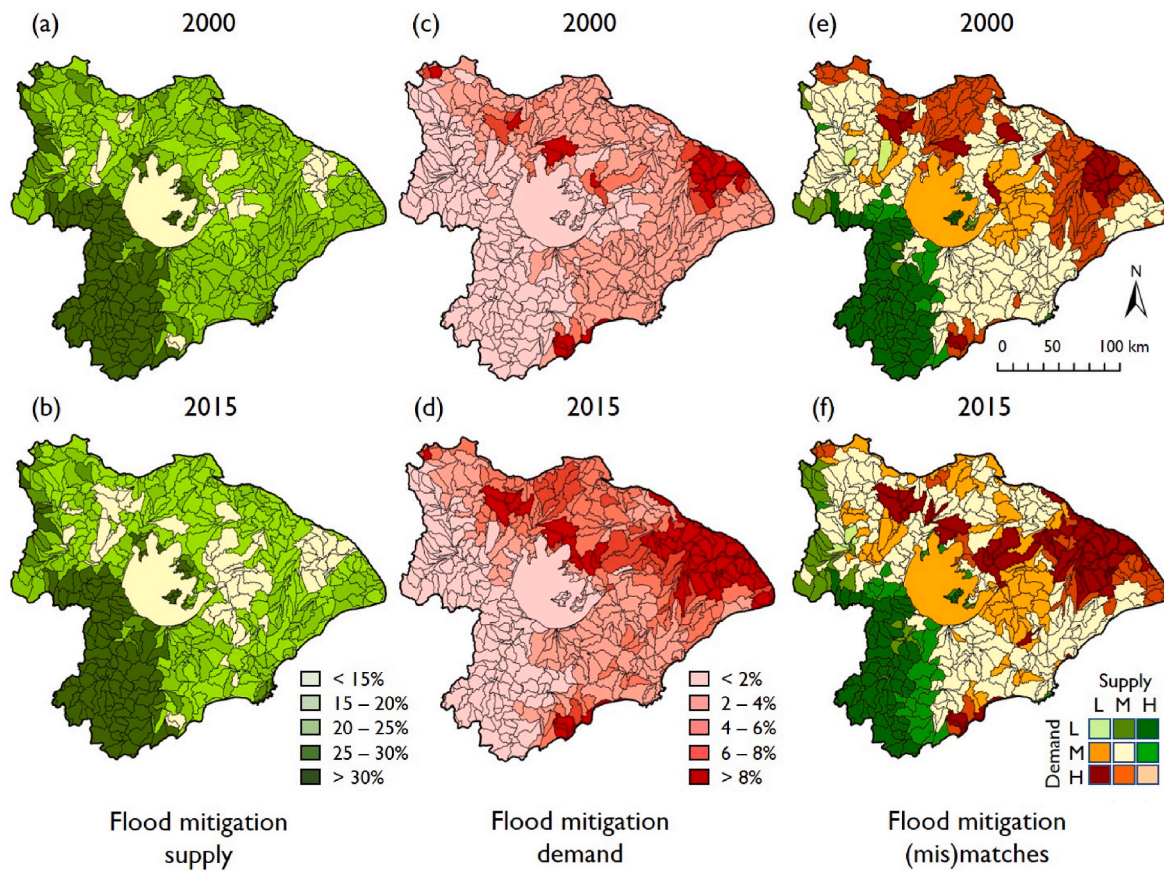 (a) 2000
(c) 2000
(e) 2000
N
0 50 100 km
(b) 2015
(d) 2015
(f) 2015
< 15%
15 – 20%
20 – 25%
25 – 30%
> 30%
< 2%
2 – 4%
4 – 6%
6 – 8%
> 8%
Supply
L M H
Demand
L
M
H
Flood mitigation
supply
Flood mitigation
demand
Flood mitigation
(mis)matches